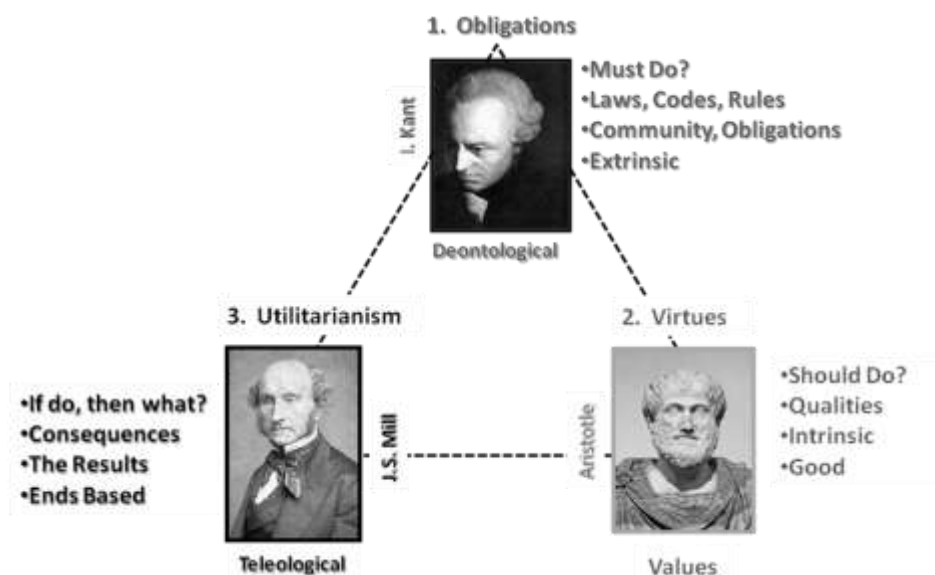 1. Obligations
I. Kant
•Must Do?
•Laws, Codes, Rules
•Community, Obligations
•Extrinsic
Deontological
3. Utilitarianism
•If do, then what?
•Consequences
•The Results
•Ends Based
J.S. Mill
Teleological
2. Virtues
Aristotle
•Should Do?
•Qualities
•Intrinsic
•Good
Values